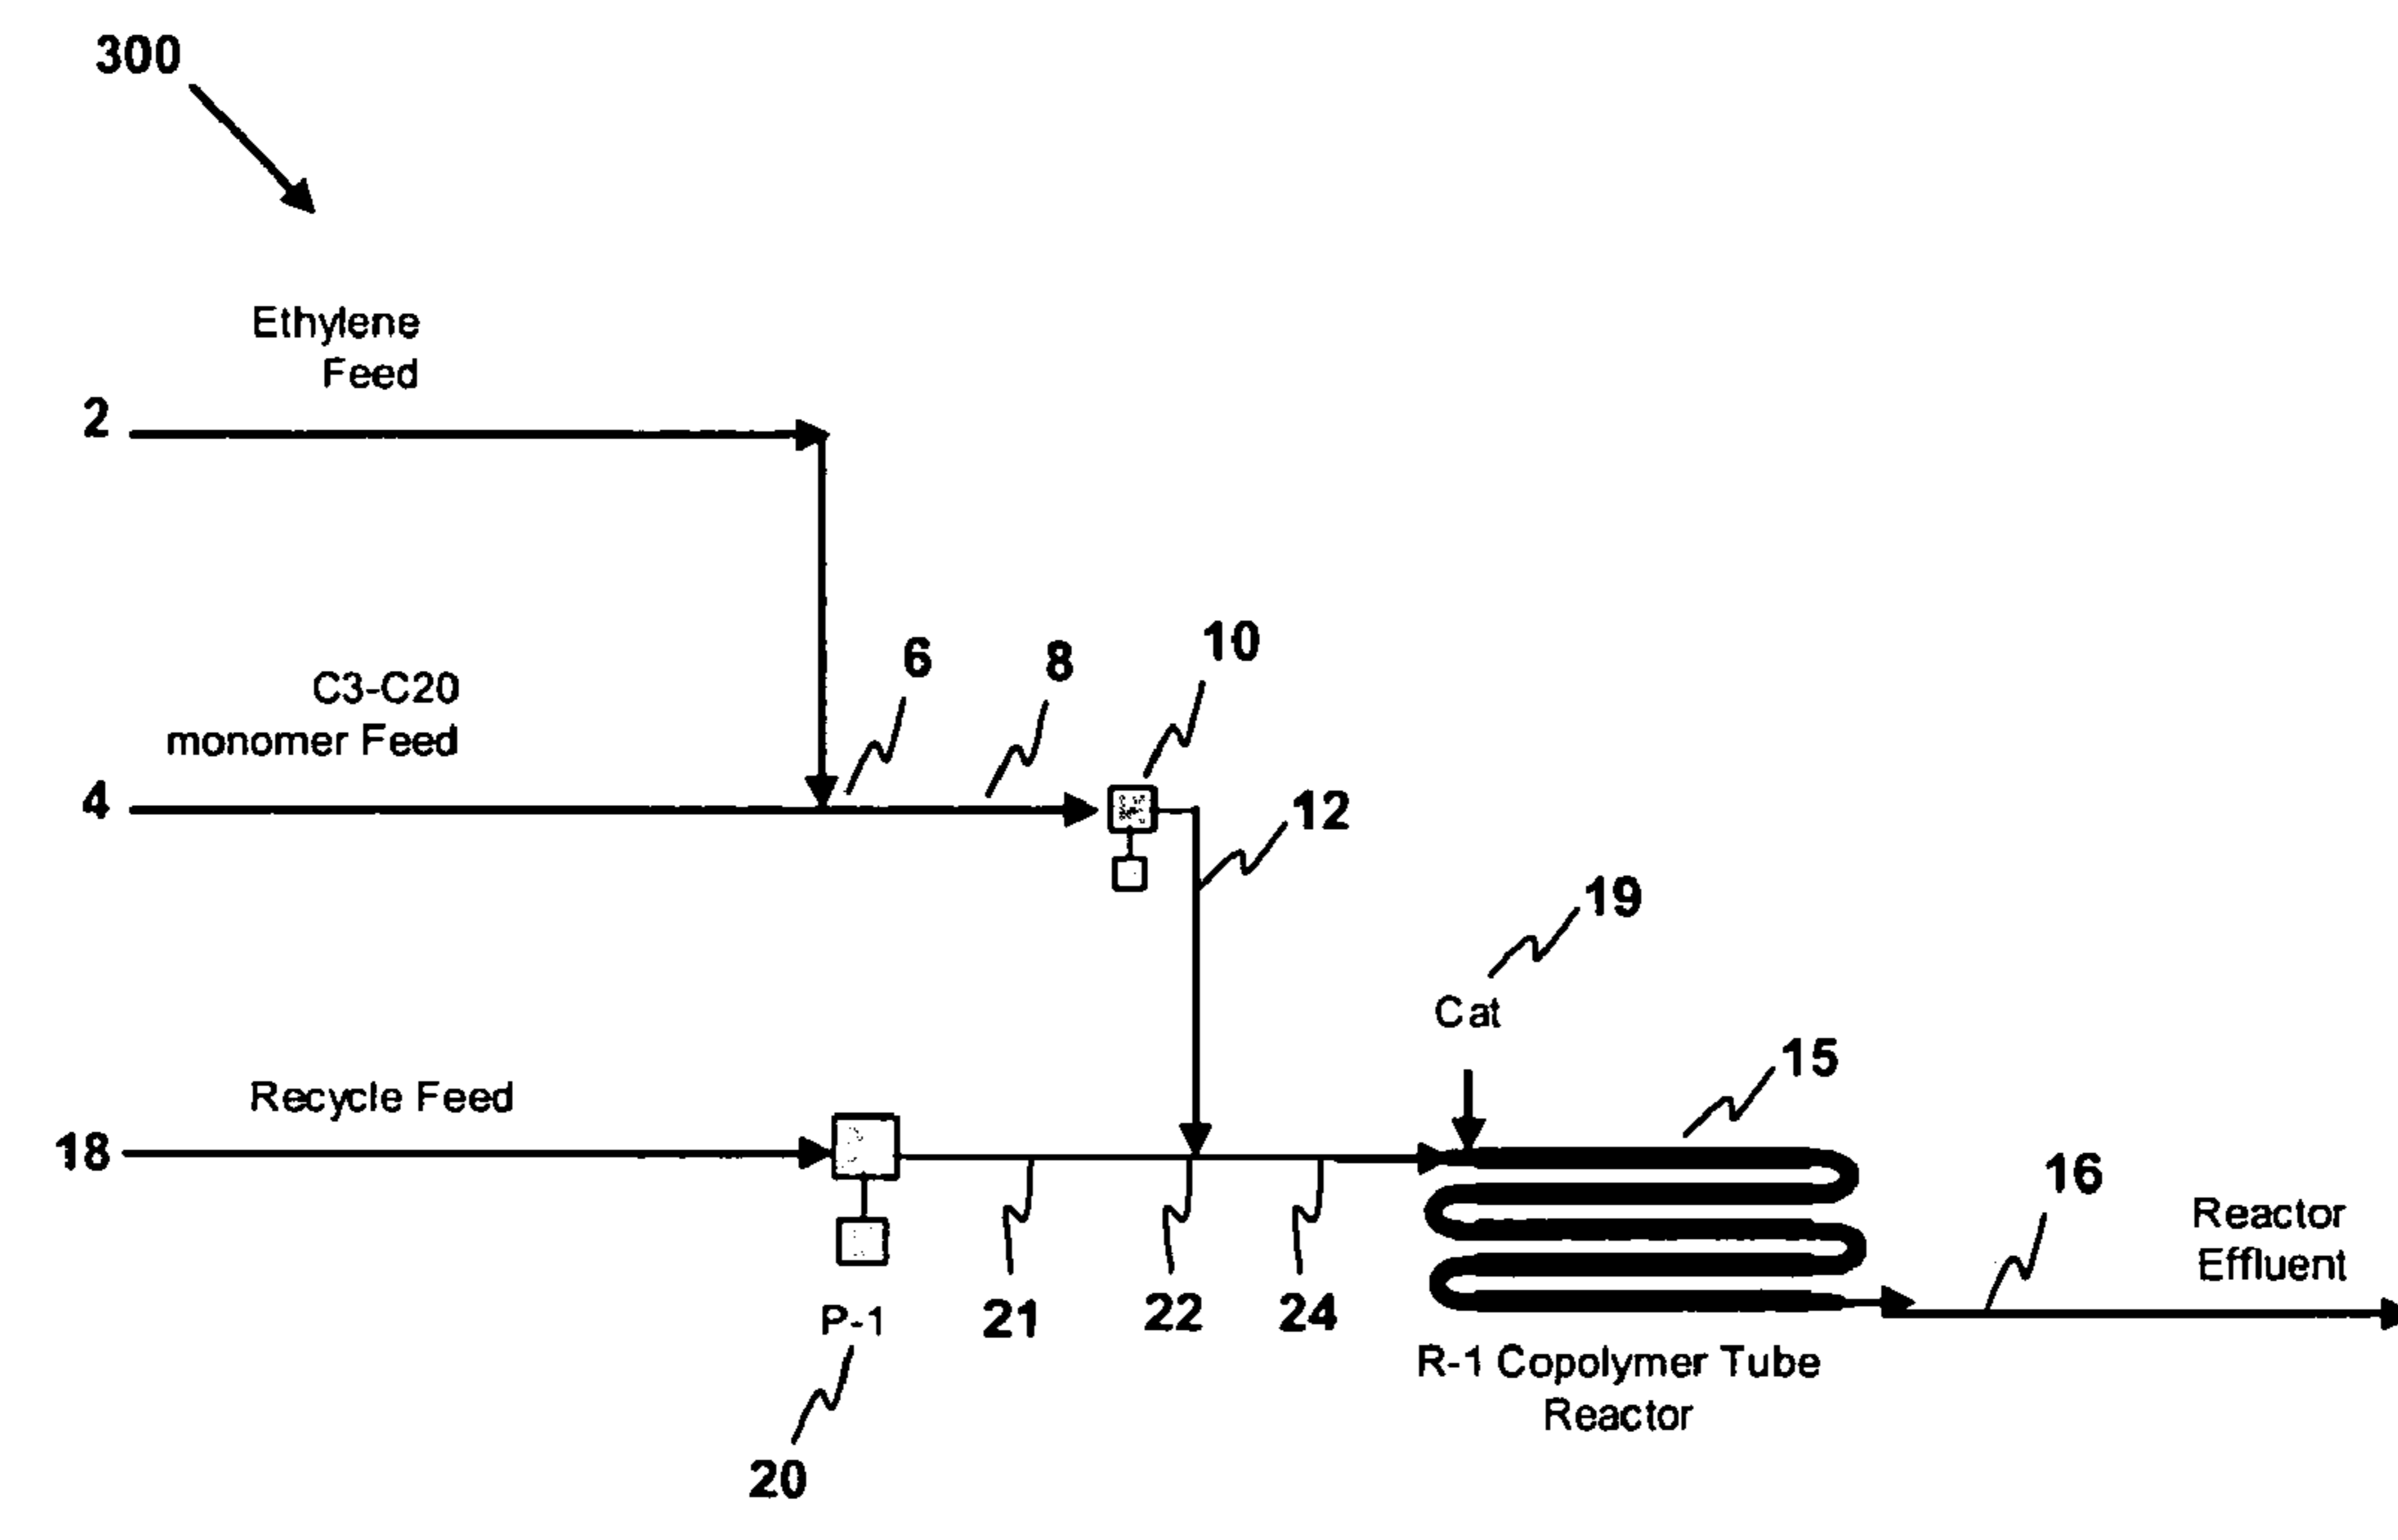 300
Ethylene
Feed
2
6
8
10
C3-C20
monomer Feed
4
12
19
Cat
15
Recycle Feed
18
16
Reactor
Effluent
P-1
21
22
24
R-1 Copolymer Tube
Reactor
20